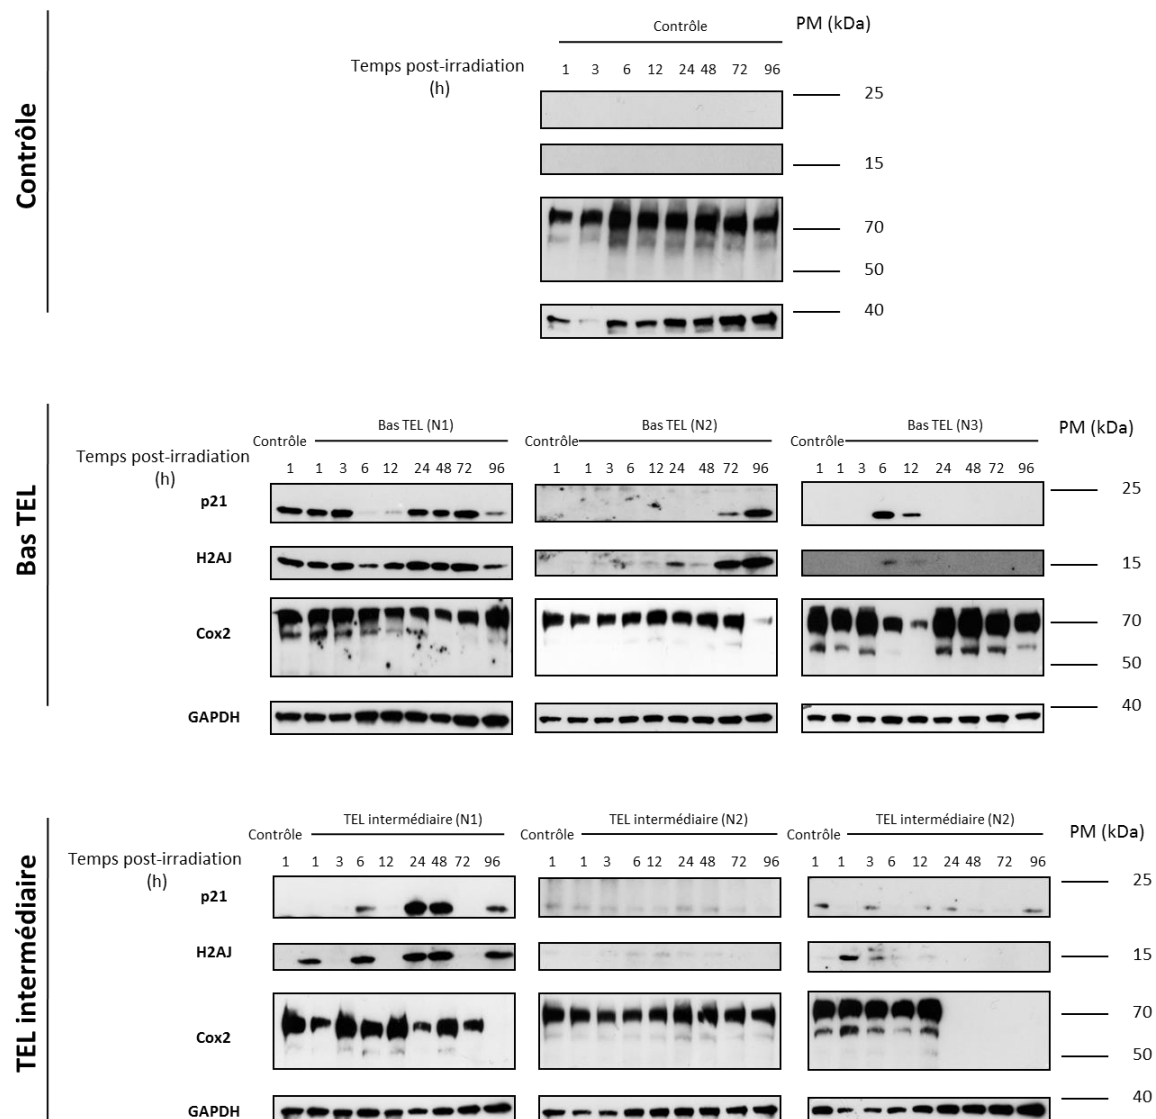 Contrôle
Contrôle
PM (kDa)
Temps post-irradiation
(h)
1 3 6 12 24 48 72 96
25
15
70
50
40
Bas TEL
Contrôle Bas TEL (N1)
Contrôle Bas TEL (N2)
Contrôle Bas TEL (N3)
PM (kDa)
Temps post-irradiation
(h)
1 1 3 6 12 24 48 72 96
1 1 3 6 12 24 48 72 96
1 1 3 6 12 24 48 72 96
p21
25
H2AJ
15
Cox2
70
50
GAPDH
40
TEL intermédiaire
Contrôle TEL intermédiaire (N1)
Contrôle TEL intermédiaire (N2)
Contrôle TEL intermédiaire (N2)
PM (kDa)
Temps post-irradiation
(h)
1 1 3 6 12 24 48 72 96
1 1 3 6 12 24 48 72 96
1 1 3 6 12 24 48 72 96
p21
25
H2AJ
15
Cox2
70
50
GAPDH
40